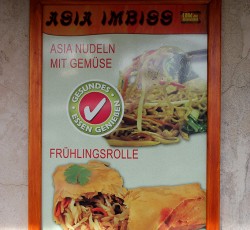 ASIA IMBISS
ASIA NUDELN
MIT GEMÜSE
GESUNDES
ESSEN GENIEßEN
FRÜHLINGSROLLE